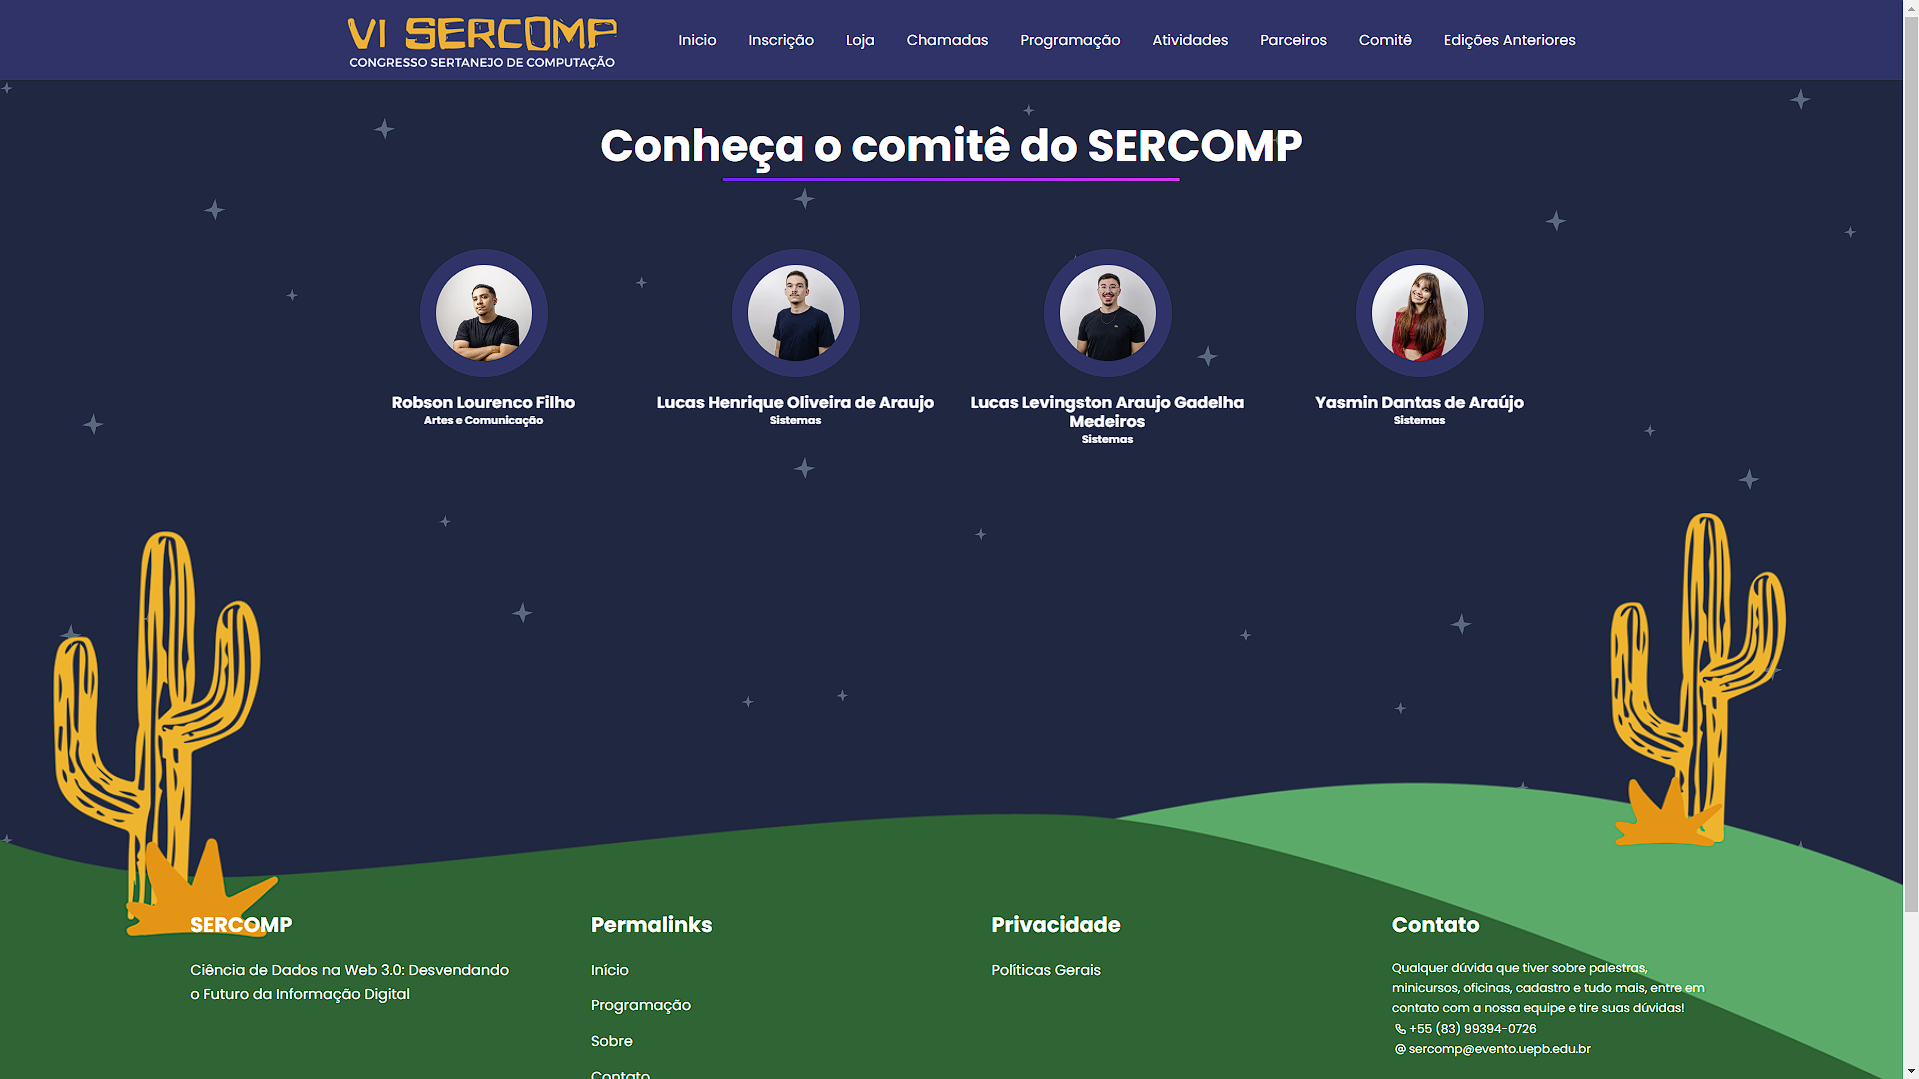 VI SERCOMP
CONGRESSO SERTANEJO DE COMPUTAÇÃO
Inicio
Inscrição
Loja
Chamadas
Programação
Atividades
Parceiros
Comitê
Edições Anteriores
Conheça o comitê do SERCOMP
Robson Lourenco Filho
Artes e Comunicação
Lucas Henrique Oliveira de Araujo
Sistemas
Lucas Levingston Araujo Gadelha
Medeiros
Sistemas
Yasmin Dantas de Araújo
Sistemas
SERCOMP
Ciência de Dados na Web 3.0: Desvendando
o Futuro da Informação Digital
Permalinks
Início
Programação
Sobre
Contato
Privacidade
Políticas Gerais
Contato
Qualquer dúvida que tiver sobre palestras,
minicursos, oficinas, cadastro e tudo mais, entre em
contato com a nossa equipe e tire suas dúvidas!
+55 (83) 99394-0726
sercomp@evento.uepb.edu.br